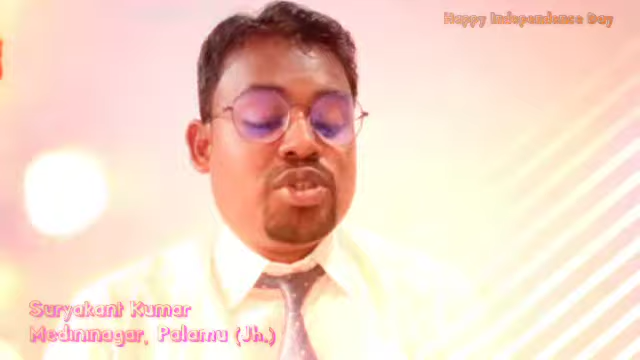 Happy Independence Day
Suryakant Kumar
Medininagar, Palamu (Jh.)